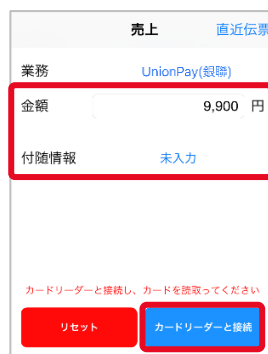 売上 直近伝票
業務 UnionPay(銀聯)
金額 9,900 円
付随情報 未入力
カードリーダーと接続し、カードを読取ってください
リセット カードリーダーと接続